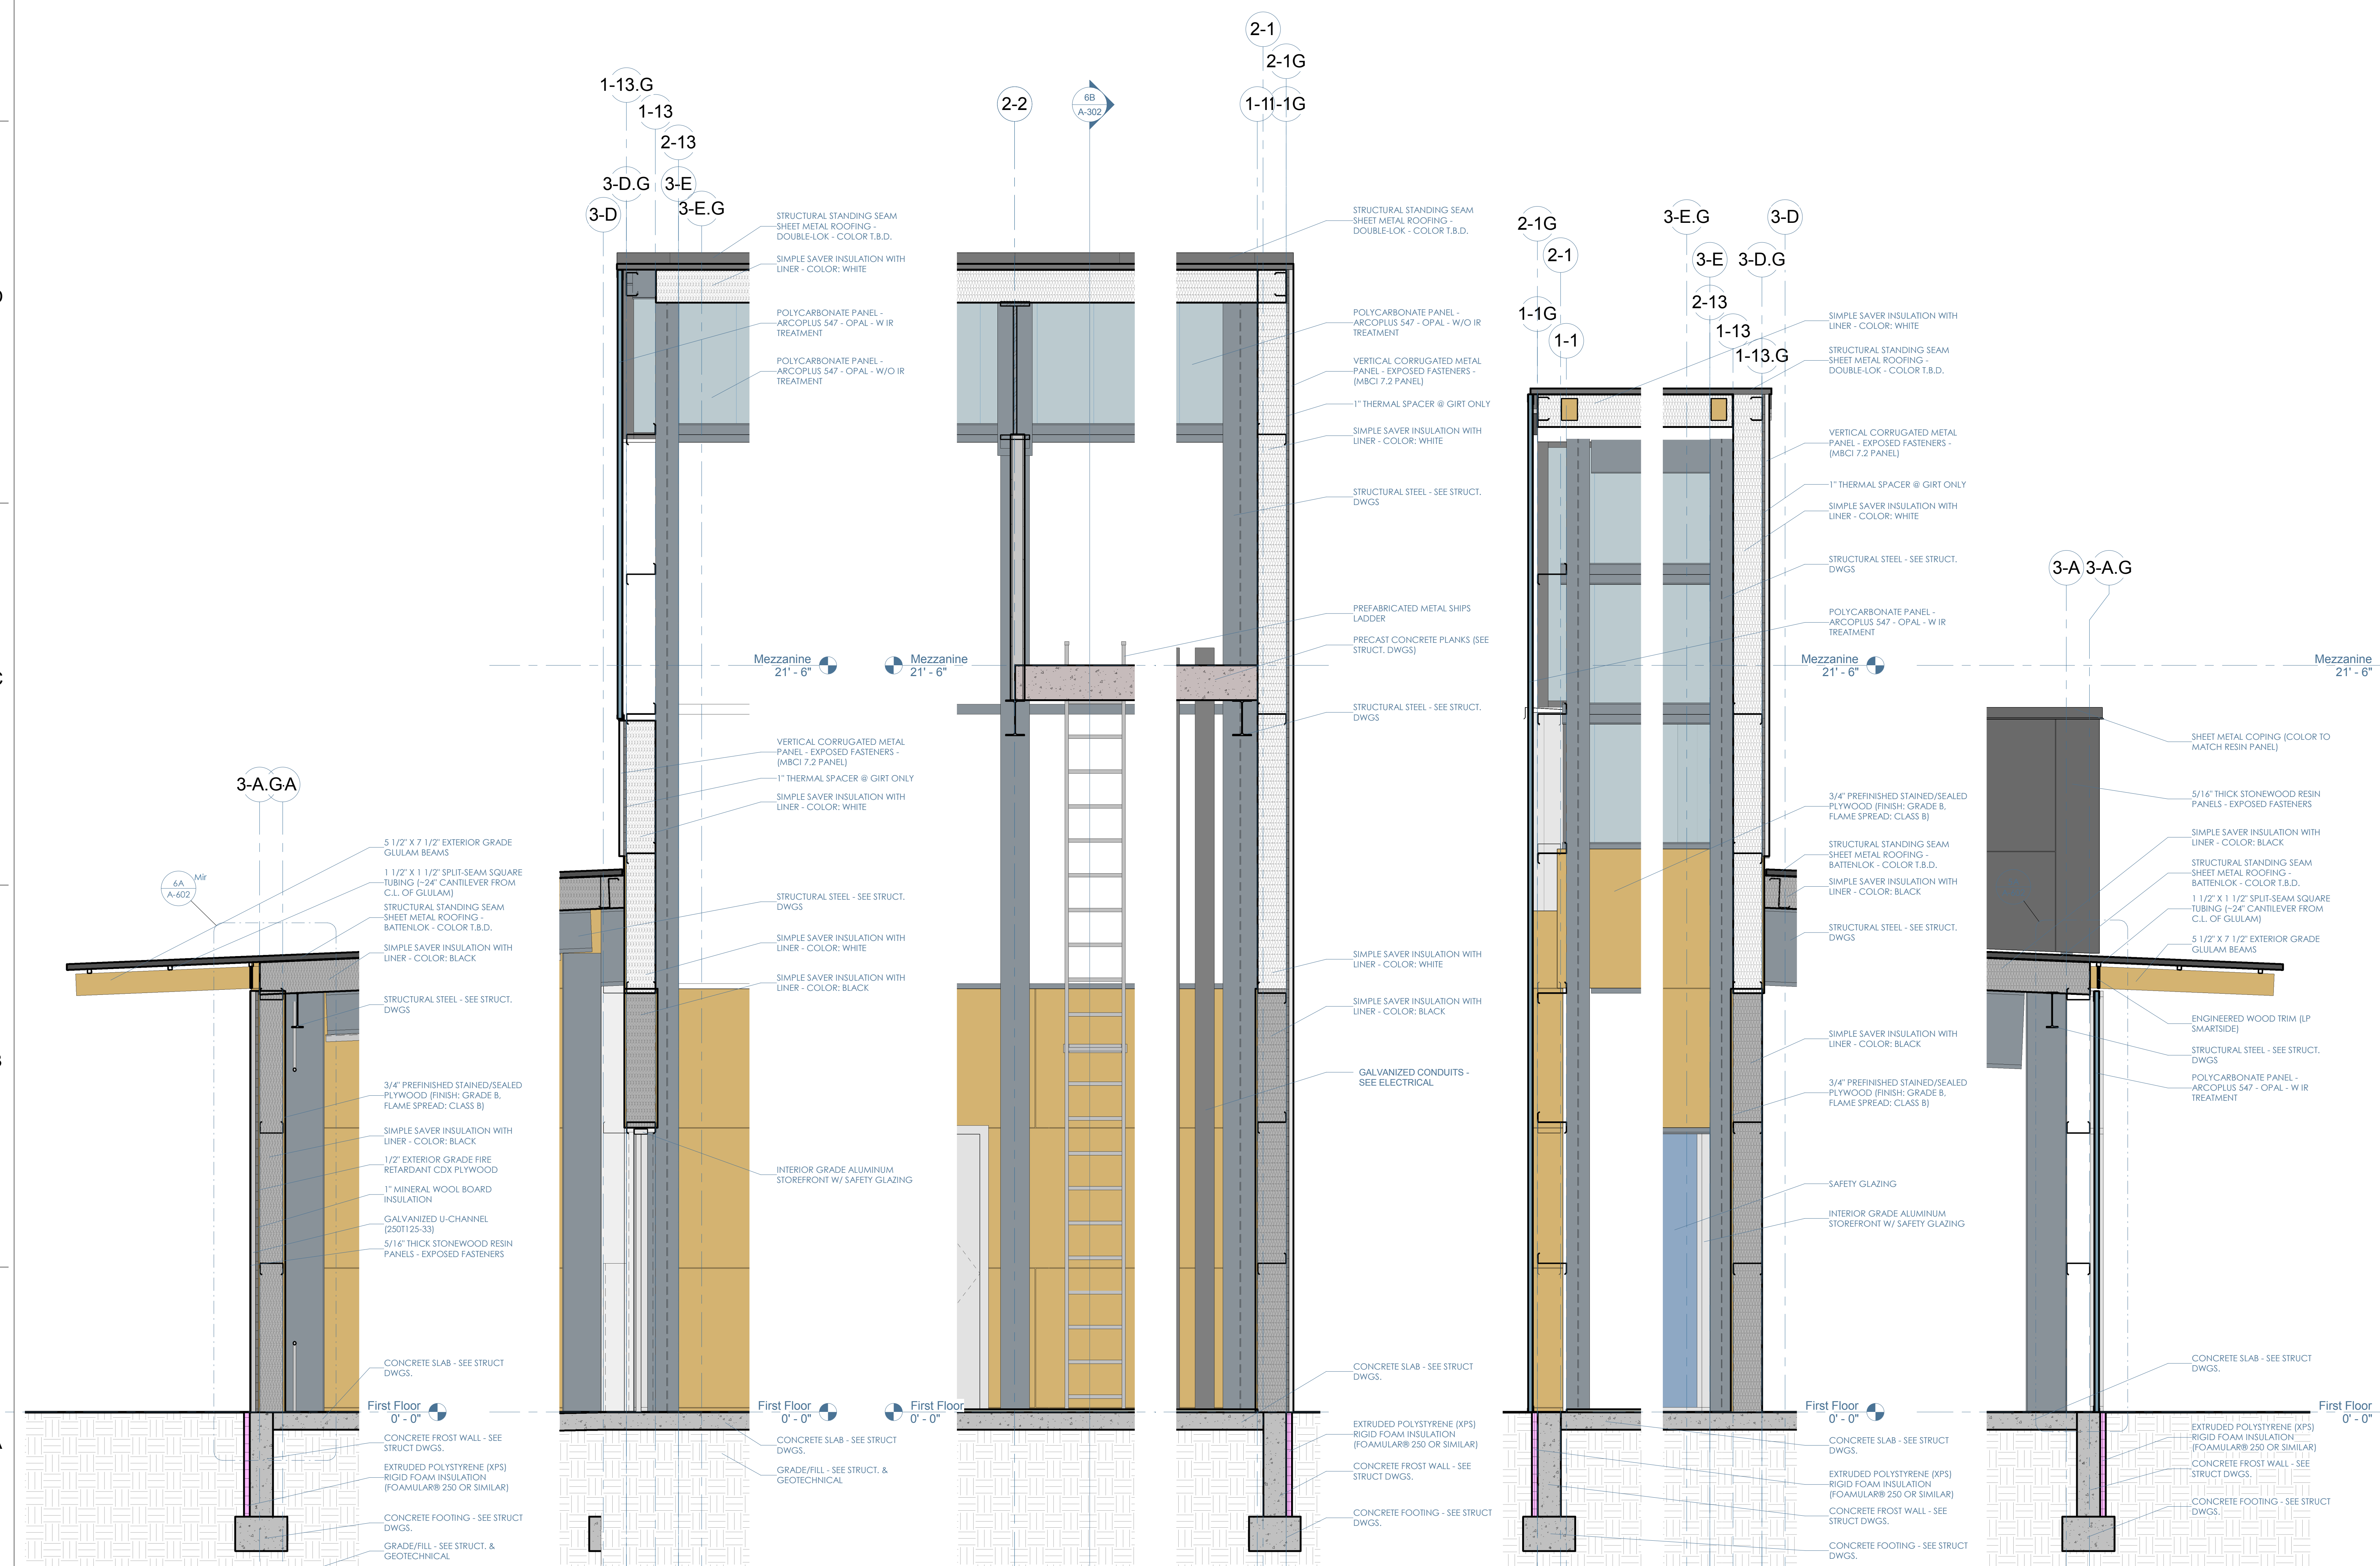 2-1
2-1G
1-13.G
1-13
2-13
3-D.G
3-E
3-E.G
3-D
2-2
6B
A-302
1-1
1-1G
STRUCTURAL STANDING SEAM
SHEET METAL ROOFING -
DOUBLE-LOK - COLOR T.B.D.
SIMPLE SAVER INSULATION WITH
LINER - COLOR: WHITE
POLYCARBONATE PANEL -
ARCOPLUS 547 - OPAL - W IR
TREATMENT
POLYCARBONATE PANEL -
ARCOPLUS 547 - OPAL - W/O IR
TREATMENT
STRUCTURAL STANDING SEAM
SHEET METAL ROOFING -
DOUBLE-LOK - COLOR T.B.D.
POLYCARBONATE PANEL -
ARCOPLUS 547 - OPAL - W/O IR
TREATMENT
VERTICAL CORRUGATED METAL
PANEL - EXPOSED FASTENERS -
(MBCI 7.2 PANEL)
1" THERMAL SPACER @ GIRT ONLY
SIMPLE SAVER INSULATION WITH
LINER - COLOR: WHITE
STRUCTURAL STEEL - SEE STRUCT.
DWGS
PREFABRICATED METAL SHIPS
LADDER
PRECAST CONCRETE PLANKS (SEE
STRUCT. DWGS)
STRUCTURAL STEEL - SEE STRUCT.
DWGS
2-1G
2-1
1-1G
1-1
3-E.G
3-D
3-E
3-D.G
2-13
1-13
1-13.G
SIMPLE SAVER INSULATION WITH
LINER - COLOR: WHITE
STRUCTURAL STANDING SEAM
SHEET METAL ROOFING -
DOUBLE-LOK - COLOR T.B.D.
VERTICAL CORRUGATED METAL
PANEL - EXPOSED FASTENERS -
(MBCI 7.2 PANEL)
1" THERMAL SPACER @ GIRT ONLY
SIMPLE SAVER INSULATION WITH
LINER - COLOR: WHITE
STRUCTURAL STEEL - SEE STRUCT.
DWGS
POLYCARBONATE PANEL -
ARCOPLUS 547 - OPAL - W IR
TREATMENT
3-A
3-A.G
Mezzanine
21' - 6"
Mezzanine
21' - 6"
Mezzanine
21' - 6"
Mezzanine
21' - 6"
3-A.G
-A
6A
A-602
Mir
5 1/2" X 7 1/2" EXTERIOR GRADE
GLULAM BEAMS
1 1/2" X 1 1/2" SPLIT-SEAM SQUARE
TUBING (~24" CANTILEVER FROM
C.L. OF GLULAM)
STRUCTURAL STANDING SEAM
SHEET METAL ROOFING -
BATTENLOK - COLOR T.B.D.
SIMPLE SAVER INSULATION WITH
LINER - COLOR: BLACK
STRUCTURAL STEEL - SEE STRUCT.
DWGS
3/4" PREFINISHED STAINED/SEALED
PLYWOOD (FINISH: GRADE B,
FLAME SPREAD: CLASS B)
SIMPLE SAVER INSULATION WITH
LINER - COLOR: BLACK
1/2" EXTERIOR GRADE FIRE
RETARDANT CDX PLYWOOD
1" MINERAL WOOL BOARD
INSULATION
GALVANIZED U-CHANNEL
(250T125-33)
5/16" THICK STONEWOOD RESIN
PANELS - EXPOSED FASTENERS
CONCRETE SLAB - SEE STRUCT
DWGS.
First Floor
0' - 0"
CONCRETE FROST WALL - SEE
STRUCT DWGS.
EXTRUDED POLYSTYRENE (XPS)
RIGID FOAM INSULATION
(FOAMULAR® 250 OR SIMILAR)
CONCRETE FOOTING - SEE STRUCT
DWGS.
GRADE/FILL - SEE STRUCT. &
GEOTECHNICAL
VERTICAL CORRUGATED METAL
PANEL - EXPOSED FASTENERS -
(MBCI 7.2 PANEL)
1" THERMAL SPACER @ GIRT ONLY
SIMPLE SAVER INSULATION WITH
LINER - COLOR: WHITE
STRUCTURAL STEEL - SEE STRUCT.
DWGS
SIMPLE SAVER INSULATION WITH
LINER - COLOR: WHITE
SIMPLE SAVER INSULATION WITH
LINER - COLOR: BLACK
INTERIOR GRADE ALUMINUM
STOREFRONT W/ SAFETY GLAZING
First Floor
0' - 0"
CONCRETE SLAB - SEE STRUCT
DWGS.
GRADE/FILL - SEE STRUCT. &
GEOTECHNICAL
First Floor
0' - 0"
SIMPLE SAVER INSULATION WITH
LINER - COLOR: WHITE
SIMPLE SAVER INSULATION WITH
LINER - COLOR: BLACK
GALVANIZED CONDUITS -
SEE ELECTRICAL
CONCRETE SLAB - SEE STRUCT
DWGS.
EXTRUDED POLYSTYRENE (XPS)
RIGID FOAM INSULATION
(FOAMULAR® 250 OR SIMILAR)
CONCRETE FROST WALL - SEE
STRUCT DWGS.
CONCRETE FOOTING - SEE STRUCT
DWGS.
3/4" PREFINISHED STAINED/SEALED
PLYWOOD (FINISH: GRADE B,
FLAME SPREAD: CLASS B)
STRUCTURAL STANDING SEAM
SHEET METAL ROOFING -
BATTENLOK - COLOR T.B.D.
SIMPLE SAVER INSULATION WITH
LINER - COLOR: BLACK
STRUCTURAL STEEL - SEE STRUCT.
DWGS
SIMPLE SAVER INSULATION WITH
LINER - COLOR: BLACK
3/4" PREFINISHED STAINED/SEALED
PLYWOOD (FINISH: GRADE B,
FLAME SPREAD: CLASS B)
SAFETY GLAZING
INTERIOR GRADE ALUMINUM
STOREFRONT W/ SAFETY GLAZING
First Floor
0' - 0"
CONCRETE SLAB - SEE STRUCT
DWGS.
EXTRUDED POLYSTYRENE (XPS)
RIGID FOAM INSULATION
(FOAMULAR® 250 OR SIMILAR)
CONCRETE FROST WALL - SEE
STRUCT DWGS.
CONCRETE FOOTING - SEE STRUCT
DWGS.
SHEET METAL COPING (COLOR TO
MATCH RESIN PANEL)
5/16" THICK STONEWOOD RESIN
PANELS - EXPOSED FASTENERS
SIMPLE SAVER INSULATION WITH
LINER - COLOR: BLACK
STRUCTURAL STANDING SEAM
SHEET METAL ROOFING -
BATTENLOK - COLOR T.B.D.
1 1/2" X 1 1/2" SPLIT-SEAM SQUARE
TUBING (~24" CANTILEVER FROM
C.L. OF GLULAM)
5 1/2" X 7 1/2" EXTERIOR GRADE
GLULAM BEAMS
ENGINEERED WOOD TRIM (LP
SMARTSIDE)
STRUCTURAL STEEL - SEE STRUCT.
DWGS
POLYCARBONATE PANEL -
ARCOPLUS 547 - OPAL - W IR
TREATMENT
CONCRETE SLAB - SEE STRUCT
DWGS.
First Floor
0' - 0"
EXTRUDED POLYSTYRENE (XPS)
RIGID FOAM INSULATION
(FOAMULAR® 250 OR SIMILAR)
CONCRETE FROST WALL - SEE
STRUCT DWGS.
CONCRETE FOOTING - SEE STRUCT
DWGS.